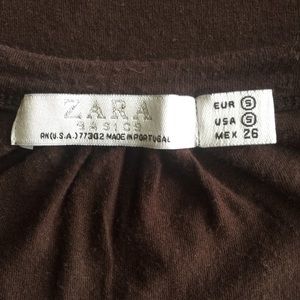 ZARA
BASICS
RN(U.S.A.)77302 MADE IN PORTUGAL
EUR S
USA S
MEX 26